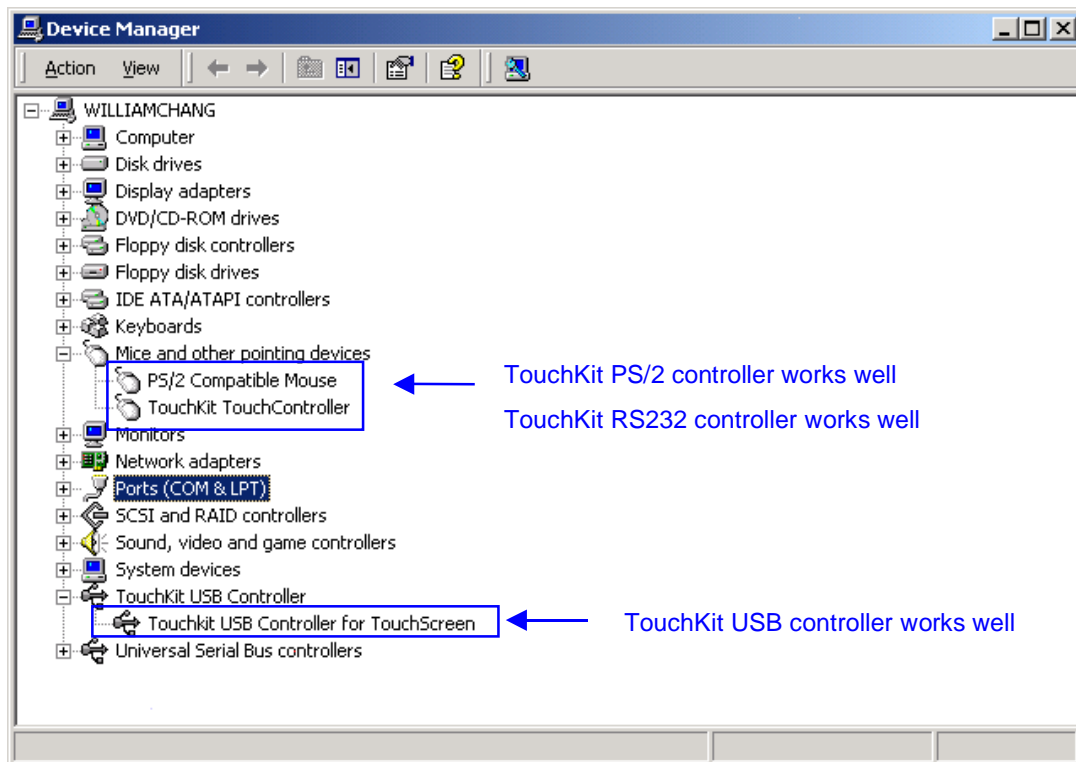 Device Manager
Action View
WILLIAMCHANG
Computer
Disk drives
Display adapters
DVD/CD-ROM drives
Floppy disk controllers
Floppy disk drives
IDE ATA/ATAPI controllers
Keyboards
Mice and other pointing devices
PS/2 Compatible Mouse
TouchKit TouchController
TouchKit PS/2 controller works well
TouchKit RS232 controller works well
Monitors
Network adapters
Ports (COM & LPT)
SCSI and RAID controllers
Sound, video and game controllers
System devices
TouchKit USB Controller
Touchkit USB Controller for TouchScreen
TouchKit USB controller works well
Universal Serial Bus controllers